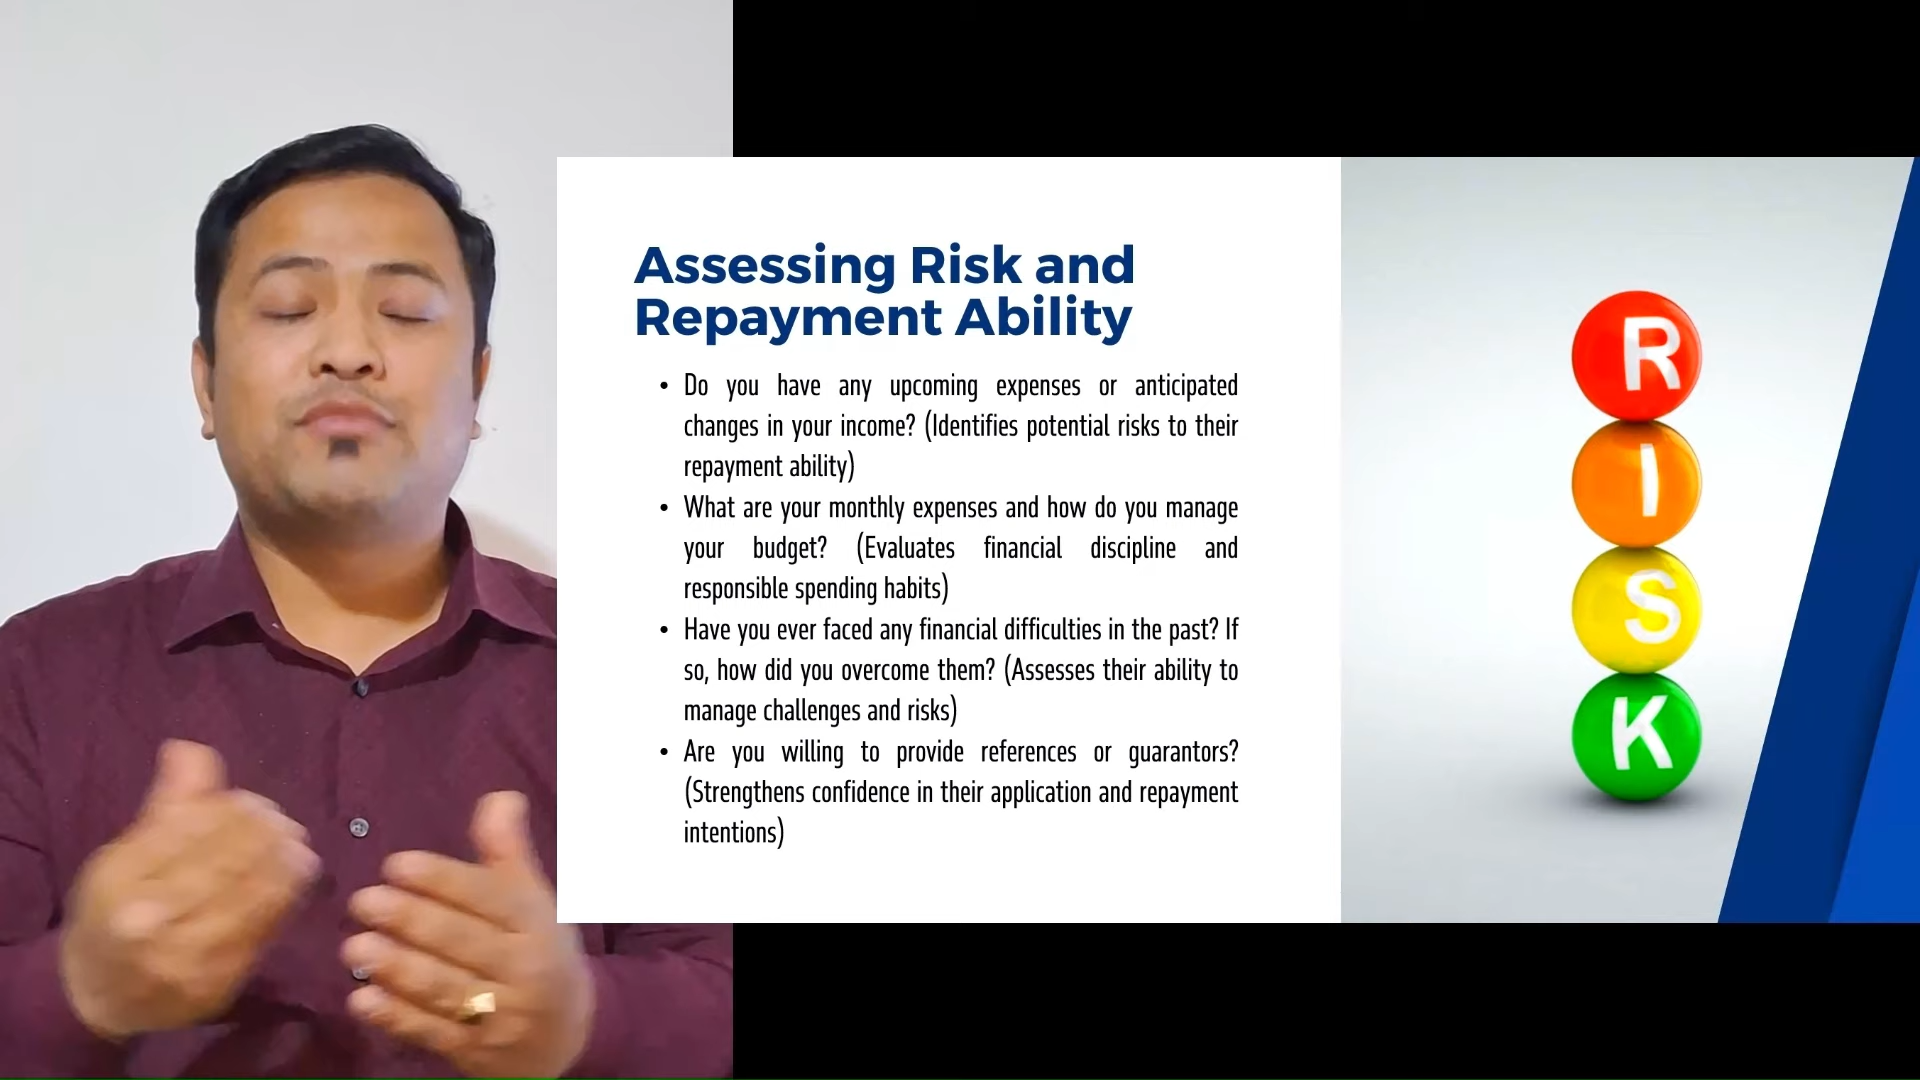 Assessing Risk and
Repayment Ability
• Do you have any upcoming expenses or anticipated
changes in your income? (Identifies potential risks to their
repayment ability)
• What are your monthly expenses and how do you manage
your budget? (Evaluates financial discipline and
responsible spending habits)
• Have you ever faced any financial difficulties in the past? If
so, how did you overcome them? (Assesses their ability to
manage challenges and risks)
• Are you willing to provide references or guarantors?
(Strengthens confidence in their application and repayment
intentions)
R
I
S
K